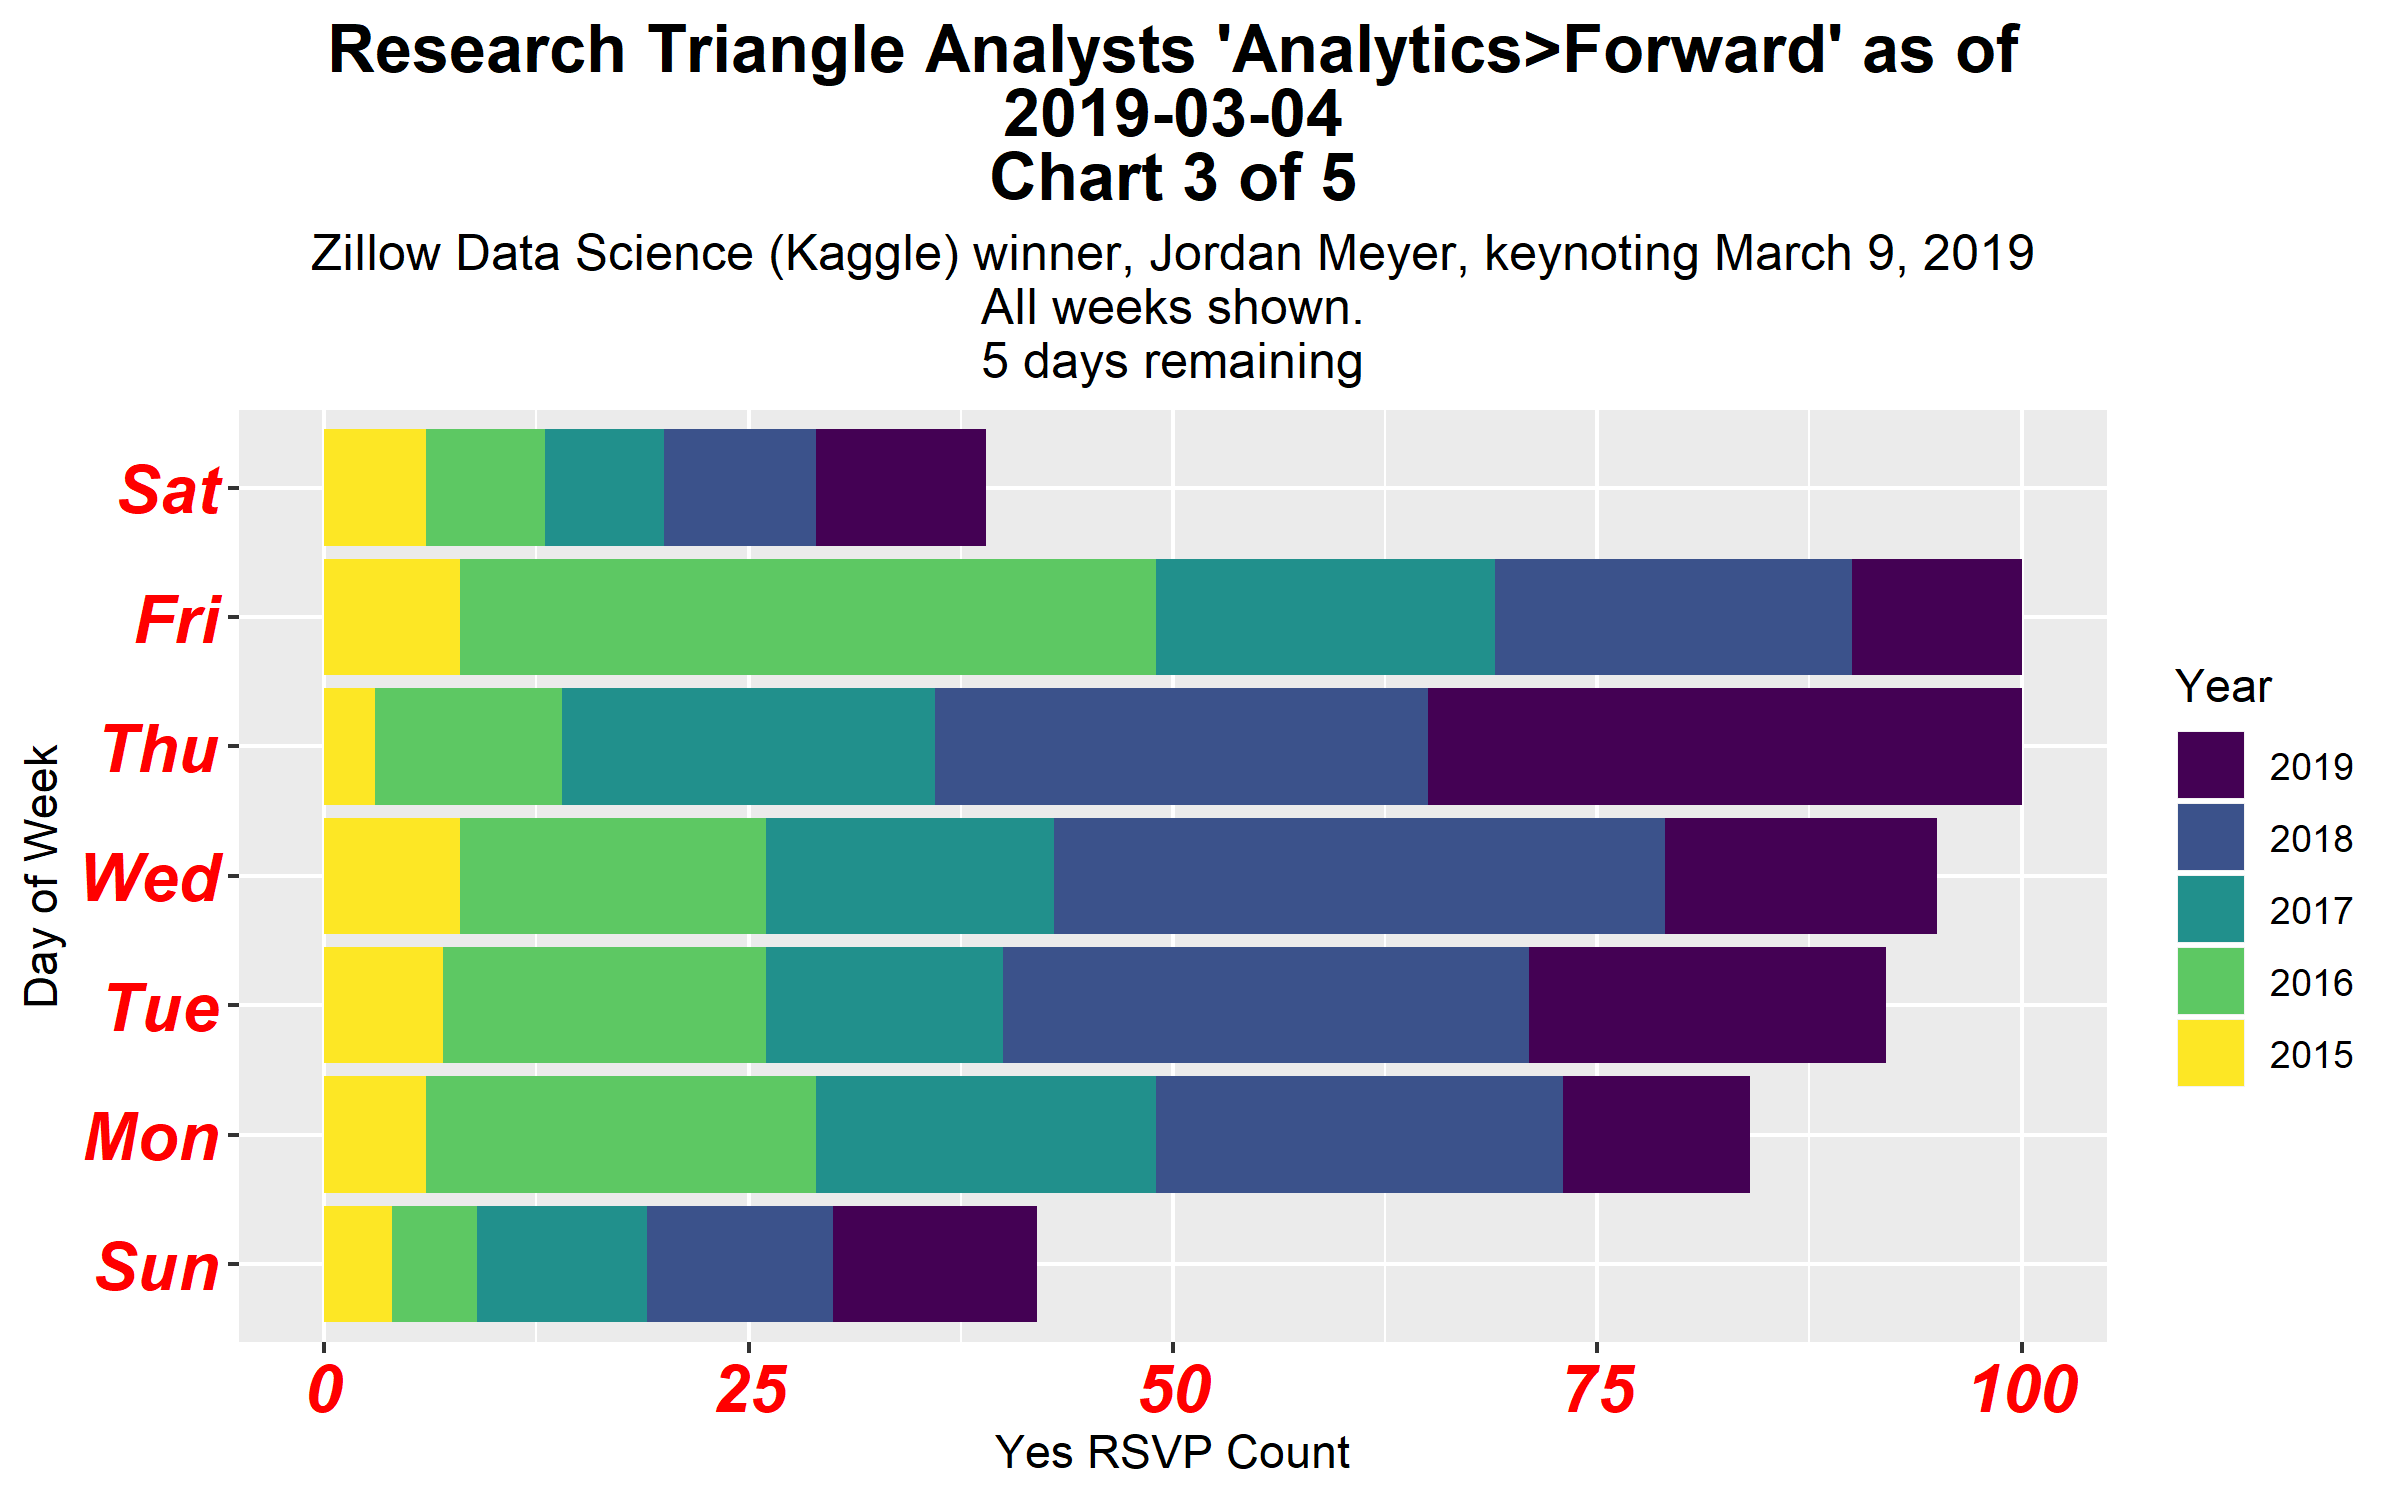 Research Triangle Analysts 'Analytics>Forward' as of
2019-03-04
Chart 3 of 5
Zillow Data Science (Kaggle) winner, Jordan Meyer, keynoting March 9, 2019
All weeks shown.
5 days remaining
Day of Week
Sat
Fri
Thu
Wed
Tue
Mon
Sun
0 25 50 75 100
Yes RSVP Count
Year
2019
2018
2017
2016
2015